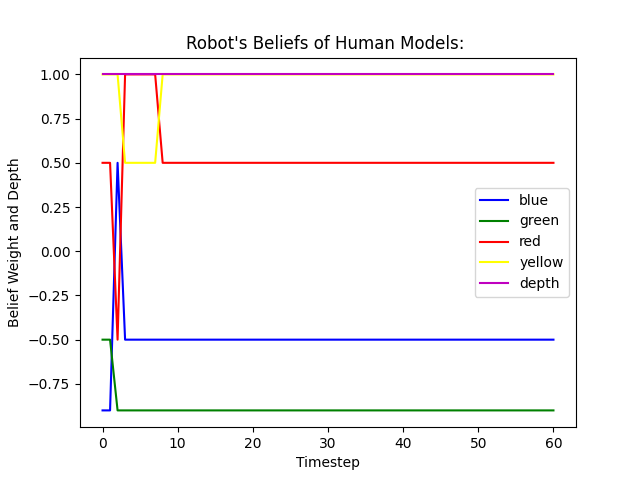 Robot's Beliefs of Human Models:
Belief Weight and Depth
1.00
0.75
0.50
0.25
0.00
−0.25
−0.50
−0.75
blue
green
red
yellow
depth
0 10 20 30 40 50 60
Timestep